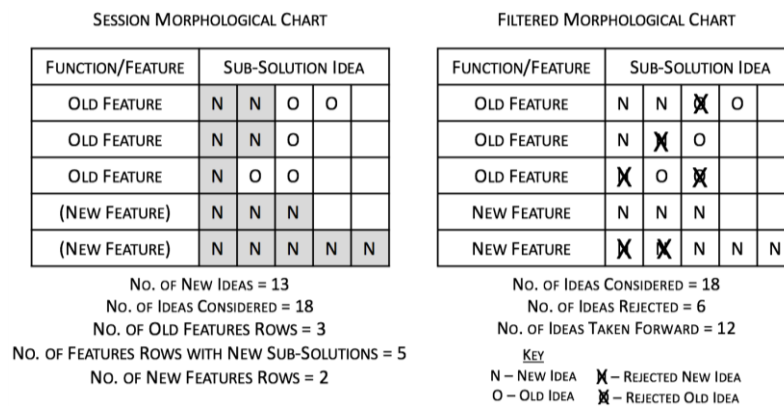 SESSION MORPHOLOGICAL CHART
FUNCTION/FEATURE SUB-SOLUTION IDEA
OLD FEATURE N N O O
OLD FEATURE N N O
OLD FEATURE N O O
(NEW FEATURE) N N N
(NEW FEATURE) N N N N N
NO. OF NEW IDEAS = 13
NO. OF IDEAS CONSIDERED = 18
NO. OF OLD FEATURES ROWS = 3
NO. OF FEATURES ROWS WITH NEW SUB-SOLUTIONS = 5
NO. OF NEW FEATURES ROWS = 2
FILTERED MORPHOLOGICAL CHART
FUNCTION/FEATURE SUB-SOLUTION IDEA
OLD FEATURE N N O O
OLD FEATURE N N O
OLD FEATURE N O O
NEW FEATURE N N N
NEW FEATURE N N N N N
NO. OF IDEAS CONSIDERED = 18
NO. OF IDEAS REJECTED = 6
NO. OF IDEAS TAKEN FORWARD = 12
KEY
N – NEW IDEA N – REJECTED NEW IDEA
O – OLD IDEA O – REJECTED OLD IDEA